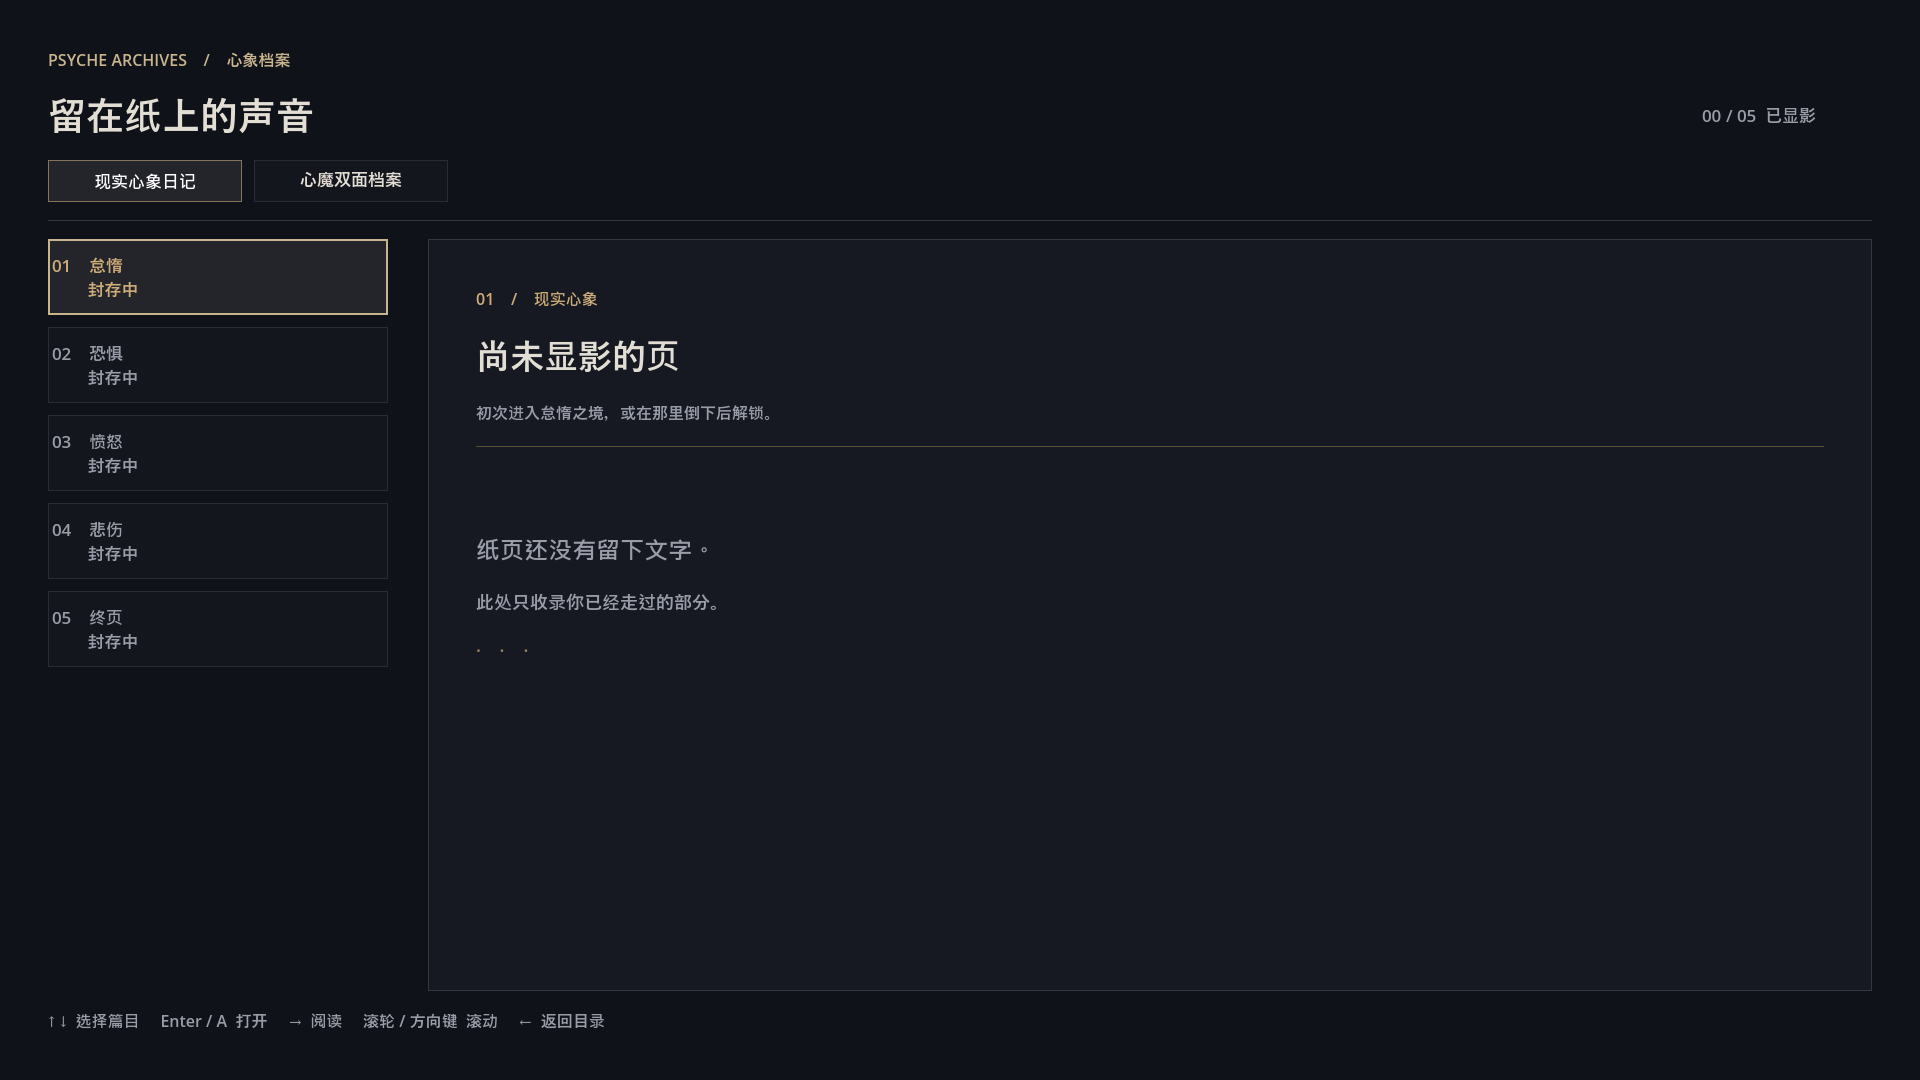 PSYCHE ARCHIVES / 心象档案
留在纸上的声音
00 / 05 已显影
现实心象日记 心魔双面档案
01 怠惰
封存中
02 恐惧
封存中
03 愤怒
封存中
04 悲伤
封存中
05 终页
封存中
01 / 现实心象
尚未显影的页
初次进入怠惰之境，或在那里倒下后解锁。
纸页还没有留下文字。
此处只收录你已经走过的部分。
· · ·
↑↓ 选择篇目 Enter / A 打开 → 阅读 滚轮 / 方向键 滚动 ← 返回目录